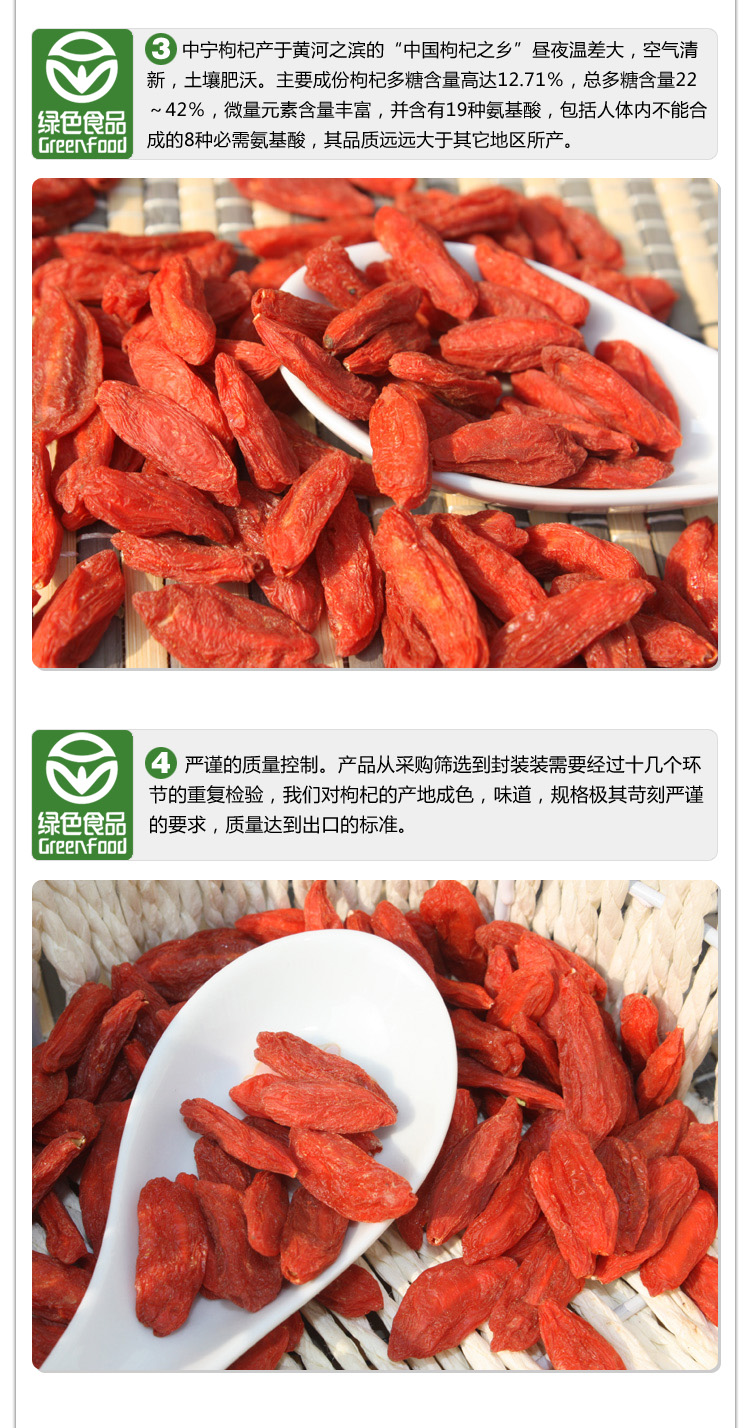 绿色食品
Greenfood
3 中宁枸杞产于黄河之滨的“中国枸杞之乡”昼夜温差大，空气清
新，土壤肥沃。主要成份枸杞多糖含量高达12.71%，总多糖含量22
～42%，微量元素含量丰富，并含有19种氨基酸，包括人体内不能合
成的8种必需氨基酸，其品质远远大于其它地区所产。
绿色食品
Greenfood
4 严谨的质量控制。产品从采购筛选到封装装需要经过十几个环
节的重复检验，我们对枸杞的产地成色，味道，规格极其苛刻严谨
的要求，质量达到出口的标准。